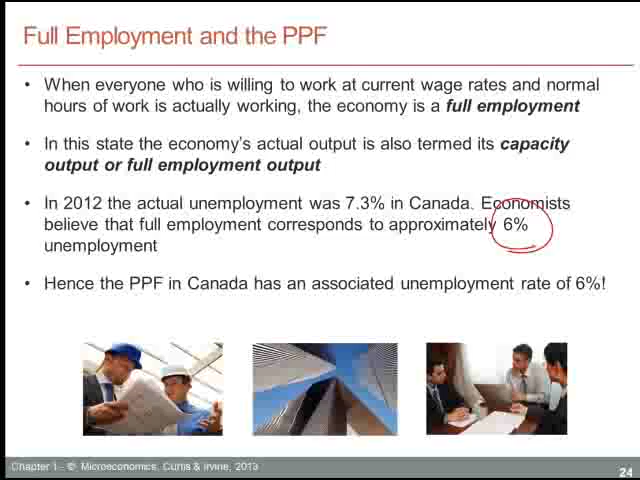 Full Employment and the PPF
• When everyone who is willing to work at current wage rates and normal
hours of work is actually working, the economy is a full employment
• In this state the economy's actual output is also termed its capacity
output or full employment output
• In 2012 the actual unemployment was 7.3% in Canada. Economists
believe that full employment corresponds to approximately 6%
unemployment
• Hence the PPF in Canada has an associated unemployment rate of 6%!
Chapter 1 - © Microeconomics, Curtis & Irvine, 2013
24